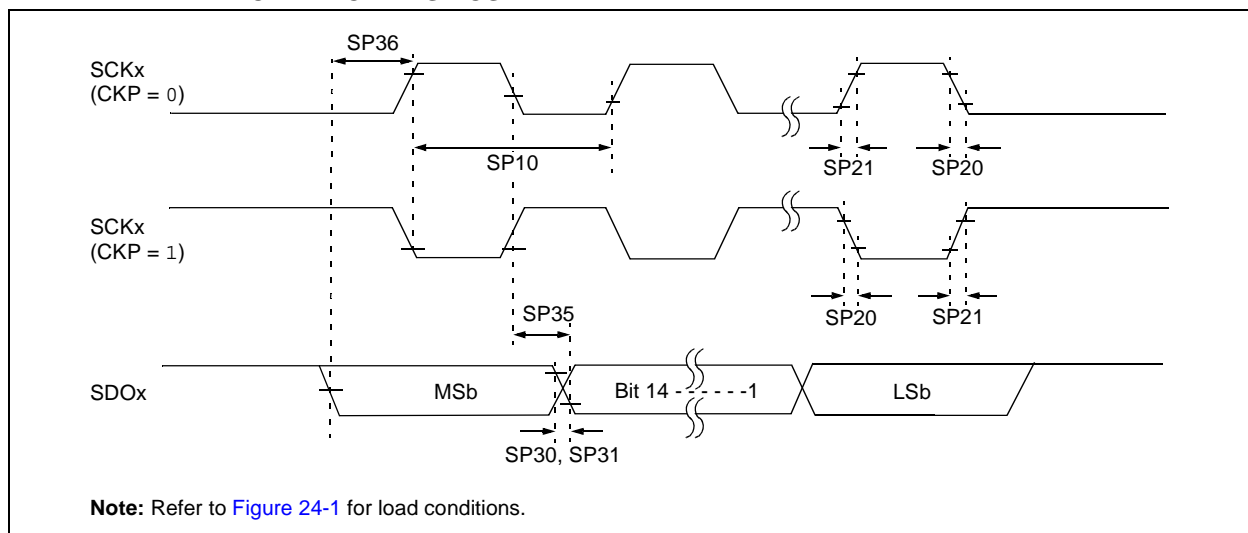 SP36
SCKx
(CKP = 0)
SP10
SP21
SP20
SCKx
(CKP = 1)
SP35
SP20
SP21
SDOx
MSb
Bit 14 - - - - - -1
LSb
SP30, SP31
Note: Refer to Figure 24-1 for load conditions.